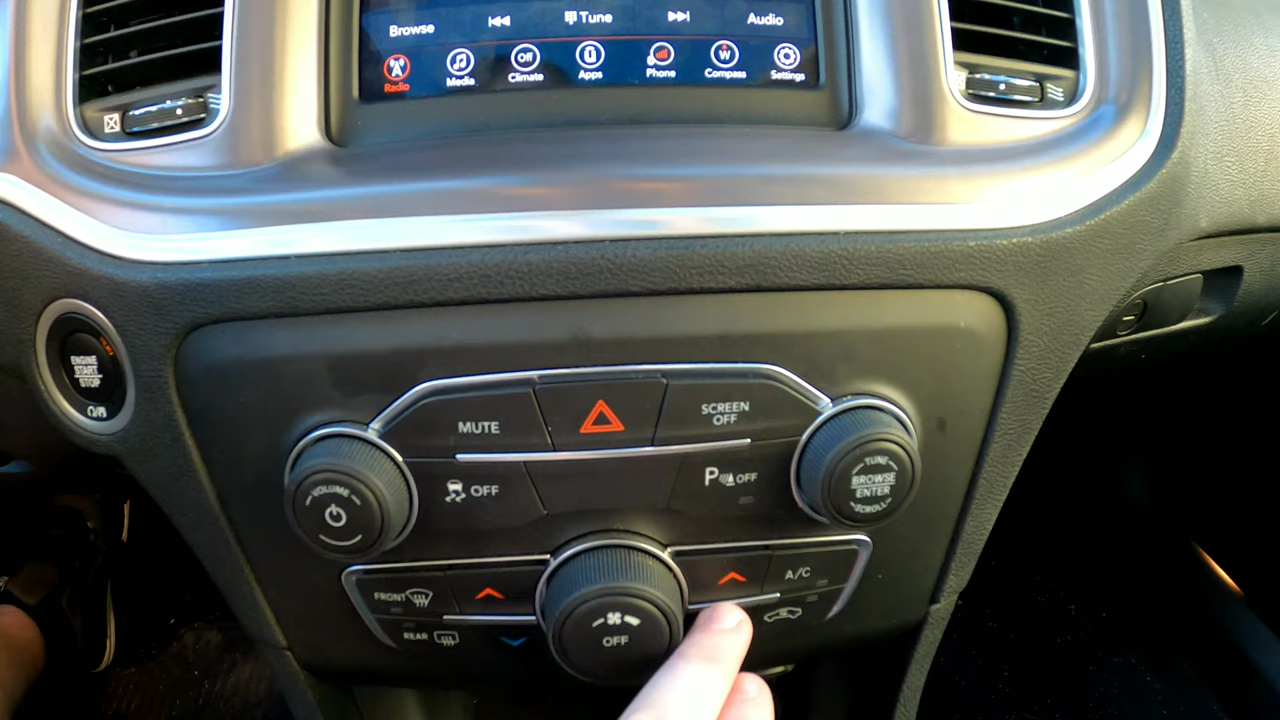 Browse
Tune
Audio
Radio
Media
Off
Climate
Apps
Phone
W
Compass
Settings
ENGINE
START
STOP
MUTE
SCREEN
OFF
OFF
P OFF
VOLUME
TUNE
BROWSE
ENTER
SCROLL
FRONT
A/C
REAR
OFF